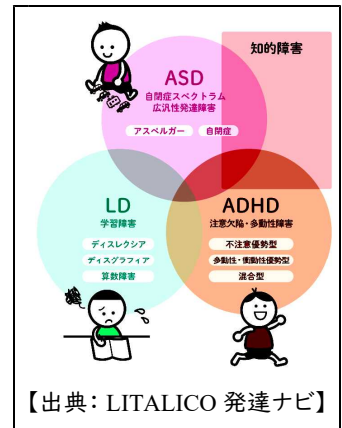 知的障害
ASD
自閉症スペクトラム
広汎性発達障害
アスペルガー 自閉症
LD
学習障害
ディスレクシア
ディスグラフィア
算数障害
ADHD
注意欠陥・多動性障害
不注意優勢型
多動性・衝動性優勢型
混合型
【出典：LITALICO 発達ナビ】